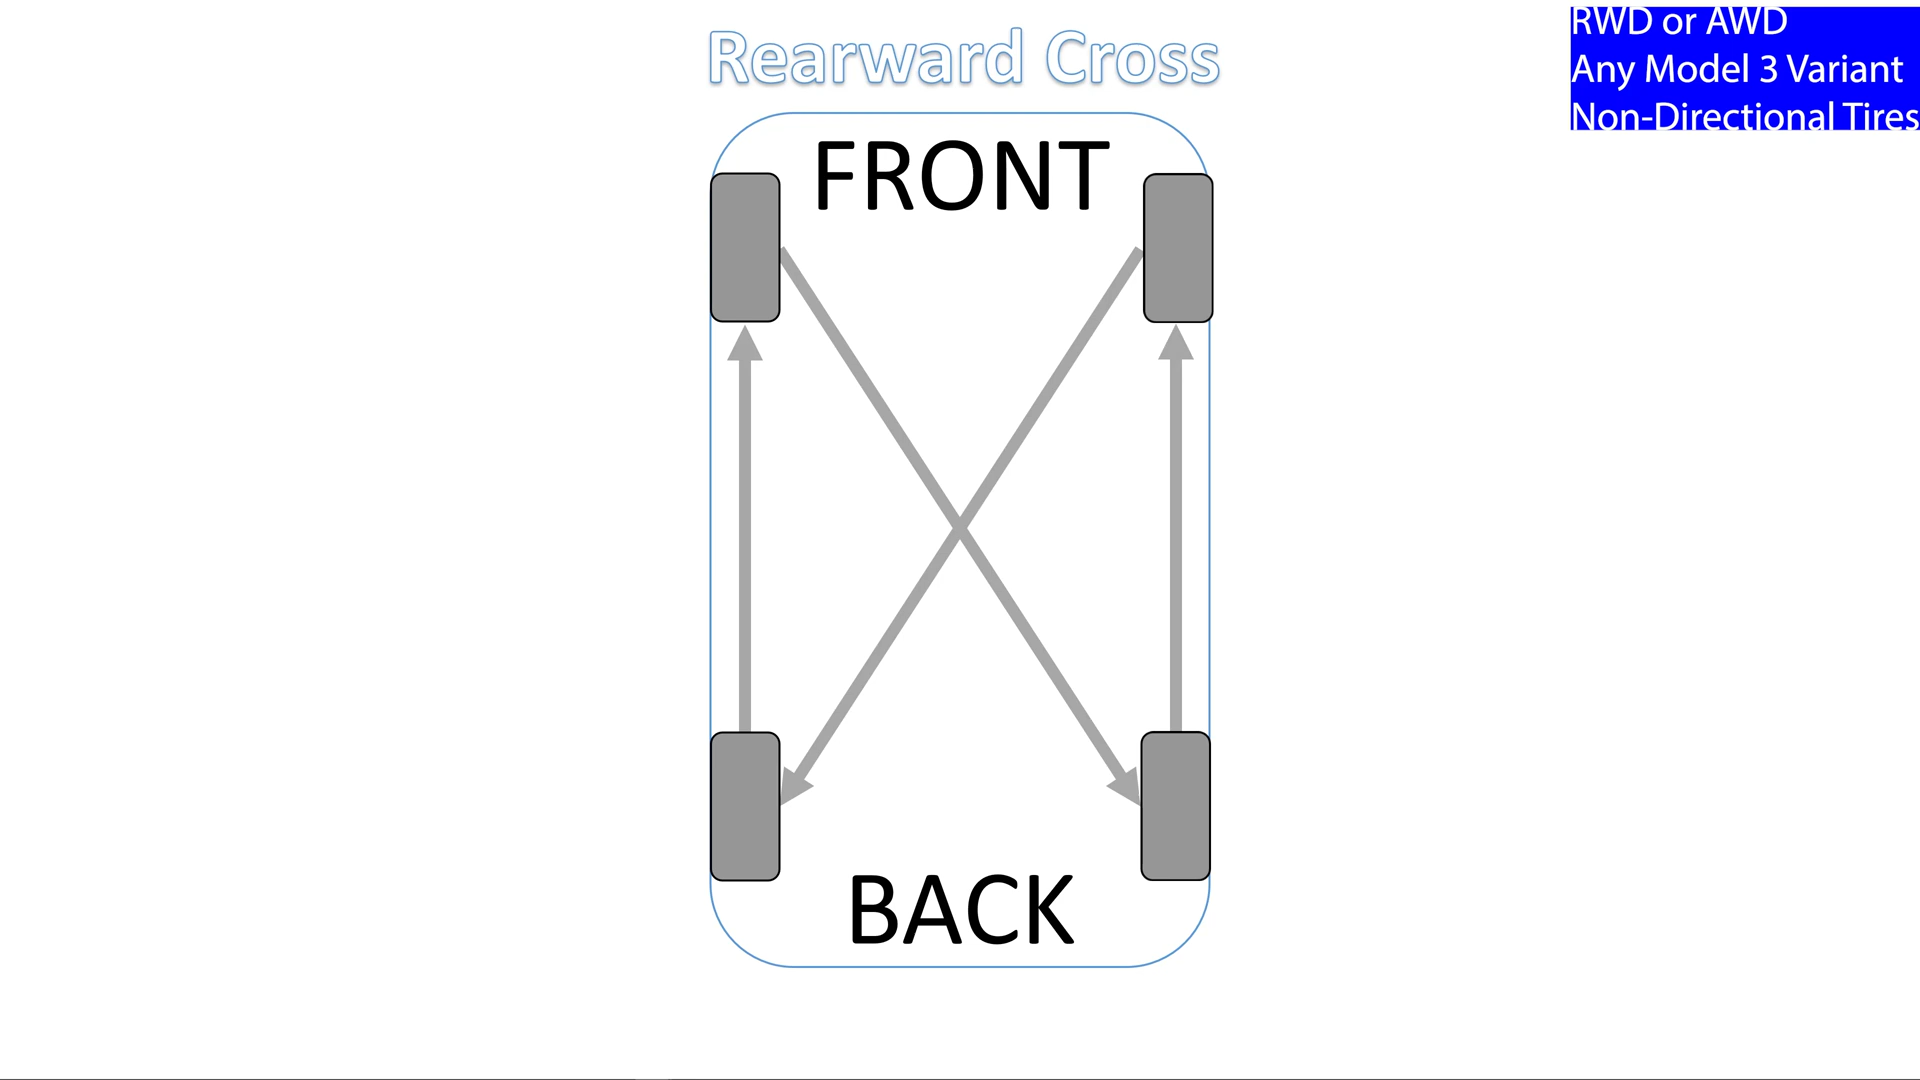 Rearward Cross
RWD or AWD
Any Model 3 Variant
Non-Directional Tires
FRONT
BACK